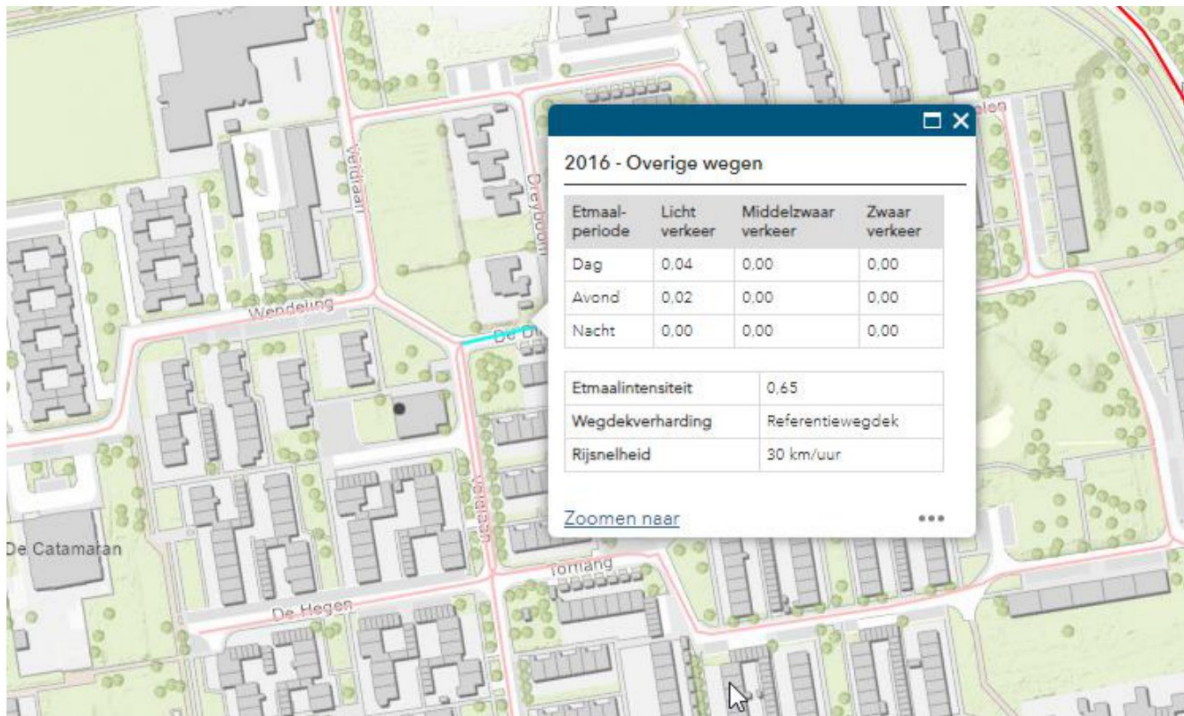 2016 - Overige wegen
Etmaal- Licht Middelzwaar Zwaar
periode verkeer verkeer verkeer
Dag 0,04 0,00 0,00
Avond 0,02 0,00 0,00
Nacht 0,00 0,00 0,00
Etmaalintensiteit 0,65
Wegdekverharding Referentiewegdek
Rijsnelheid 30 km/uur
Zoomen naar
Veldraan
Wendeling
De
De Catamaran
De Hegen